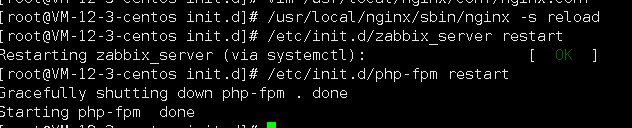 [root@VM-12-3-centos init.d]# vim /usr/local/nginx/conf/nginx.conf
[root@VM-12-3-centos init.d]# /usr/local/nginx/sbin/nginx -s reload
[root@VM-12-3-centos init.d]# /etc/init.d/zabbix_server restart
Restarting zabbix_server (via systemctl):                  [  OK  ]
[root@VM-12-3-centos init.d]# /etc/init.d/php-fpm restart
Gracefully shutting down php-fpm . done
Starting php-fpm  done
[root@VM-12-3-centos init.d]#